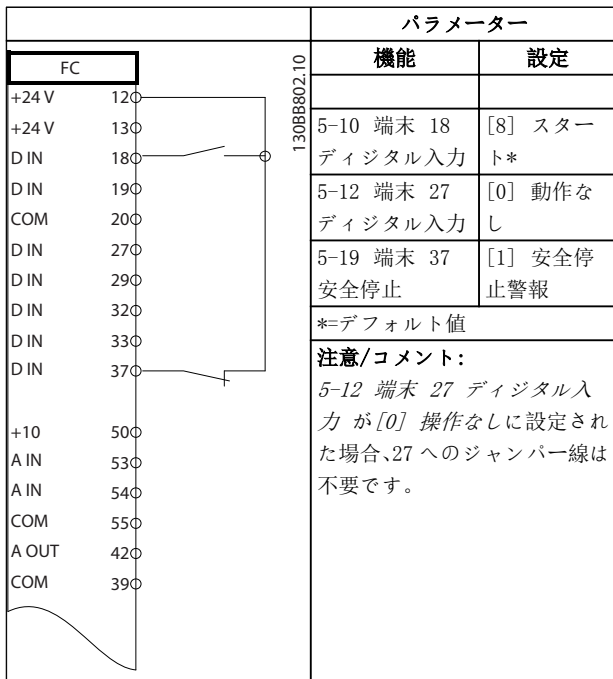 FC
+24 V 12
+24 V 13
D IN 18
D IN 19
COM 20
D IN 27
D IN 29
D IN 32
D IN 33
D IN 37
+10 50
A IN 53
A IN 54
COM 55
A OUT 42
COM 39
130BB802.10
パラメーター
機能 設定
5-10 端末 18 [8] スター
ディジタル入力 ト*
5-12 端末 27 [0] 動作な
ディジタル入力 し
5-19 端末 37 [1] 安全停
安全停止 止警報
*=デフォルト値
注意/コメント:
5-12 端末 27 ディジタル入
力 が[0] 操作なしに設定され
た場合、27 へのジャンパー線は
不要です。